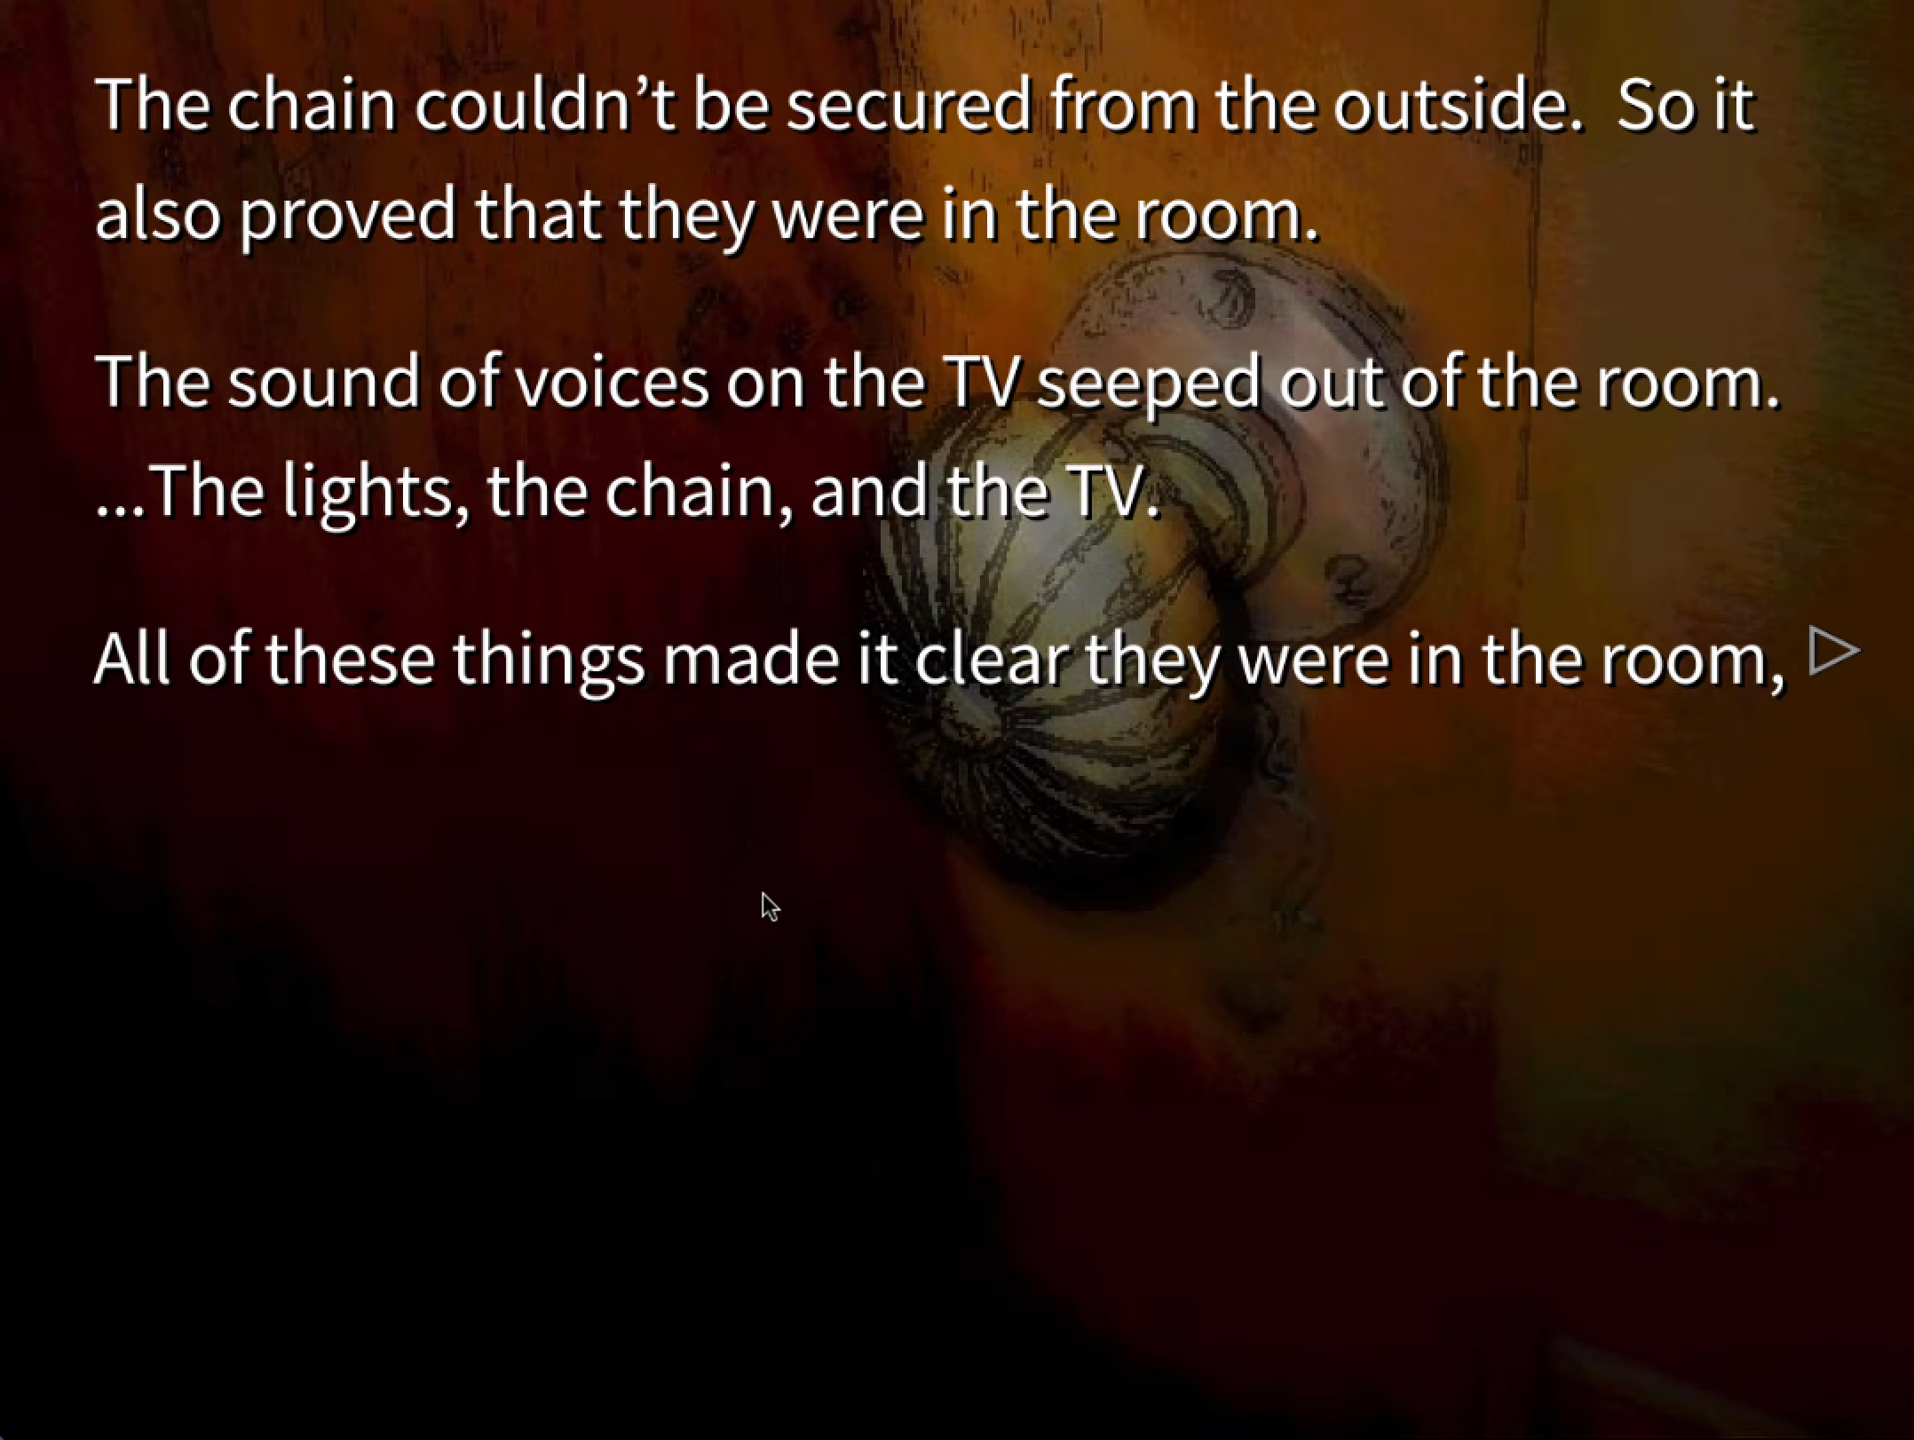 The chain couldn’t be secured from the outside.  So it
also proved that they were in the room.
The sound of voices on the TV seeped out of the room.
...The lights, the chain, and the TV.
All of these things made it clear they were in the room,